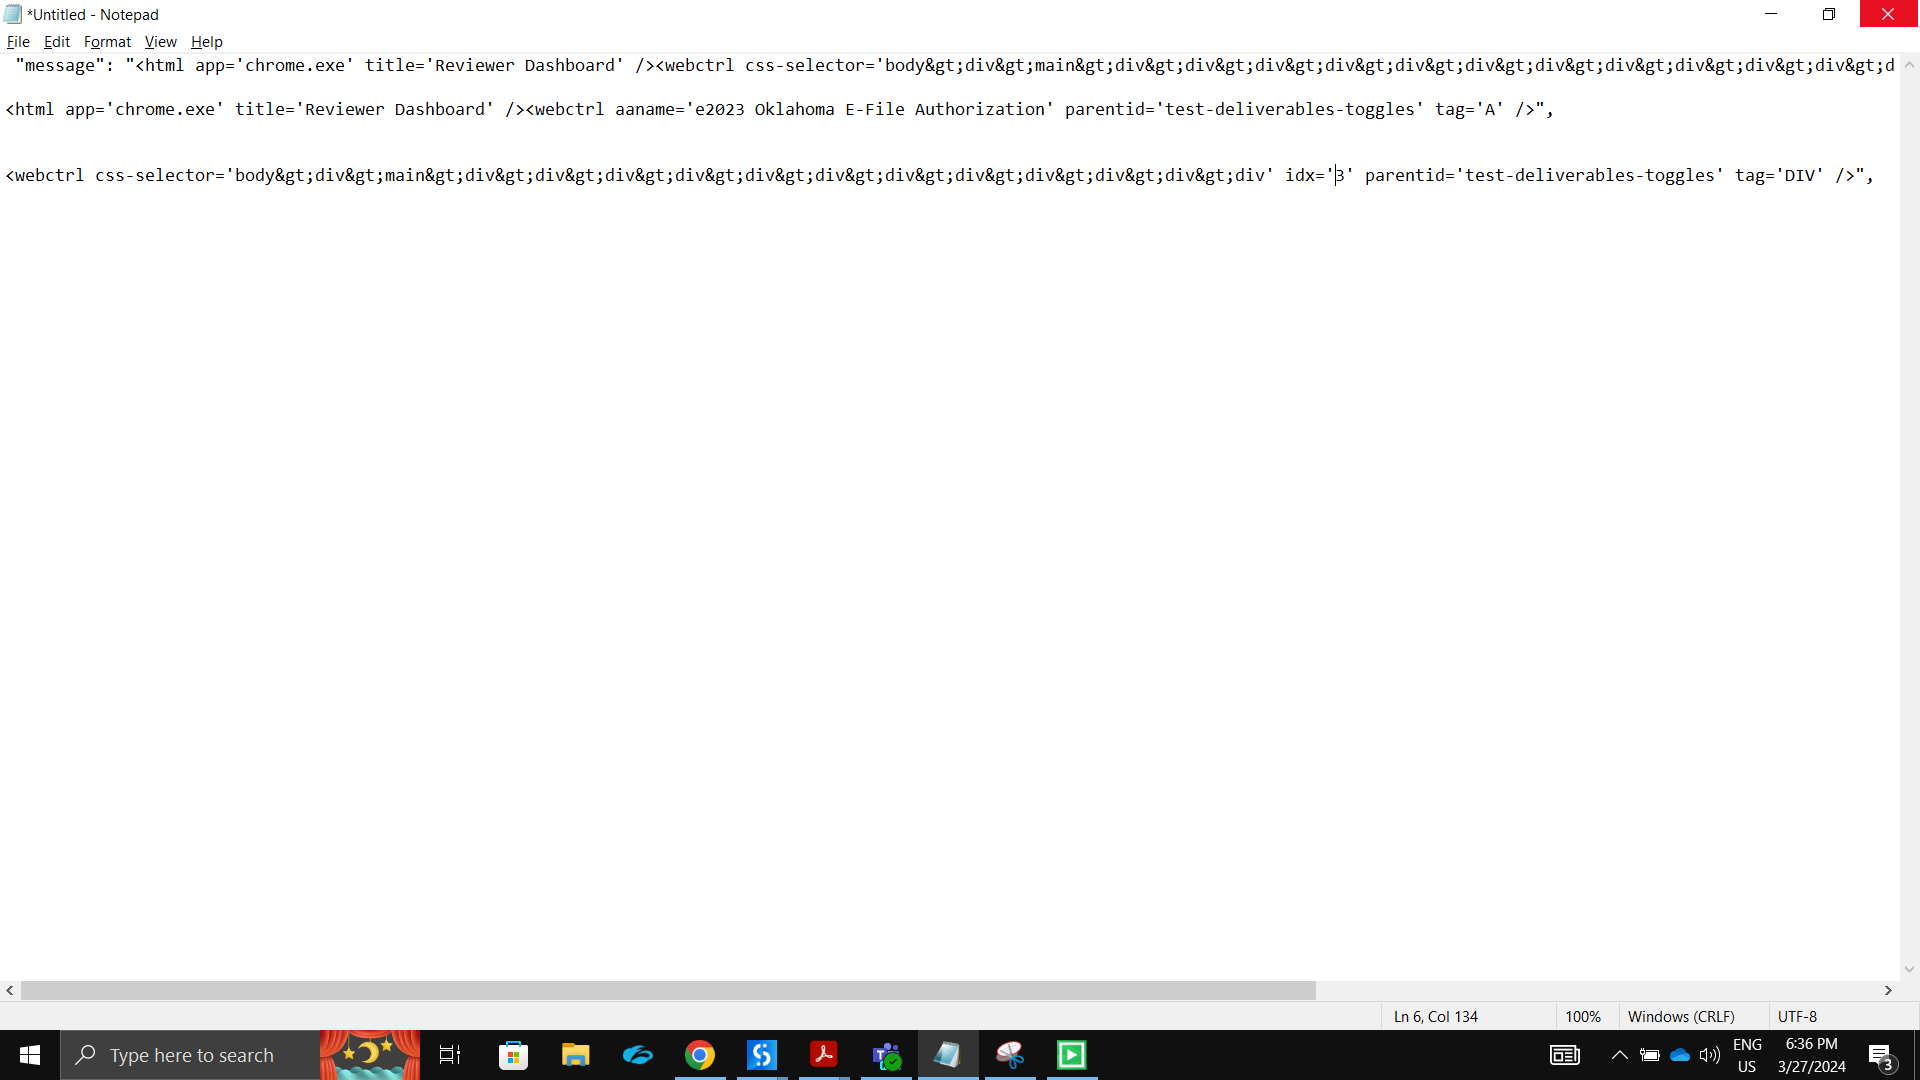 *Untitled - Notepad
File Edit Format View Help
"message": "<html app='chrome.exe' title='Reviewer Dashboard' /><webctrl css-selector='body&gt;div&gt;main&gt;div&gt;div&gt;div&gt;div&gt;div&gt;div&gt;div&gt;div&gt;div&gt;div&gt;div&gt;d
<html app='chrome.exe' title='Reviewer Dashboard' /><webctrl aaname='e2023 Oklahoma E-File Authorization' parentid='test-deliverables-toggles' tag='A' />",
<webctrl css-selector='body&gt;div&gt;main&gt;div&gt;div&gt;div&gt;div&gt;div&gt;div&gt;div&gt;div&gt;div&gt;div&gt;div&gt;div' idx='3' parentid='test-deliverables-toggles' tag='DIV' />",
Ln 6, Col 134
100%
Windows (CRLF)
UTF-8
Type here to search
ENG
US
6:36 PM
3/27/2024
3